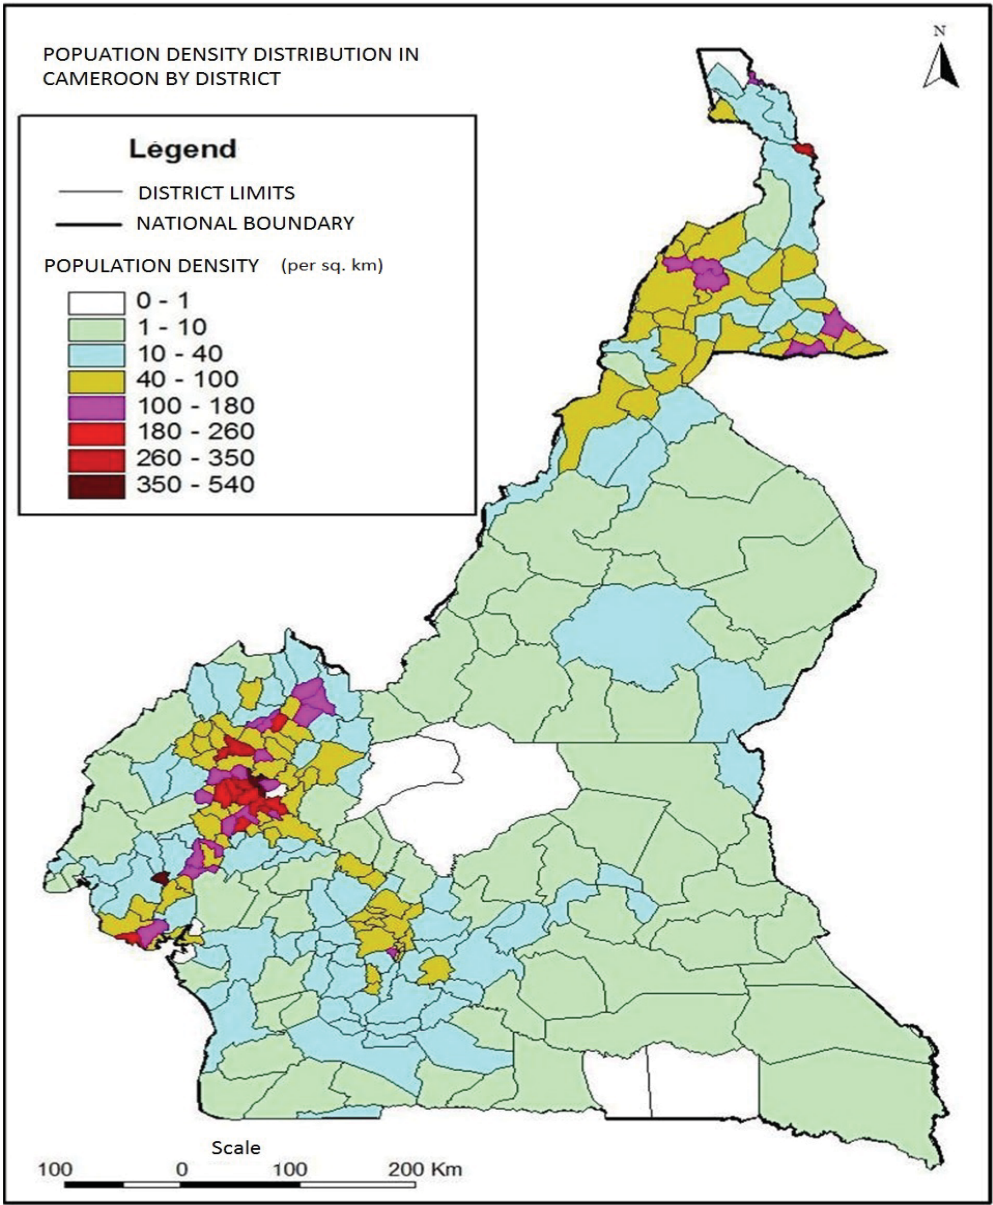 POPUATION DENSITY DISTRIBUTION IN
CAMEROON BY DISTRICT
N
Légend
DISTRICT LIMITS
NATIONAL BOUNDARY
POPULATION DENSITY (per sq. km)
0 - 1
1 - 10
10 - 40
40 - 100
100 - 180
180 - 260
260 - 350
350 - 540
Scale
100 0 100 200 Km